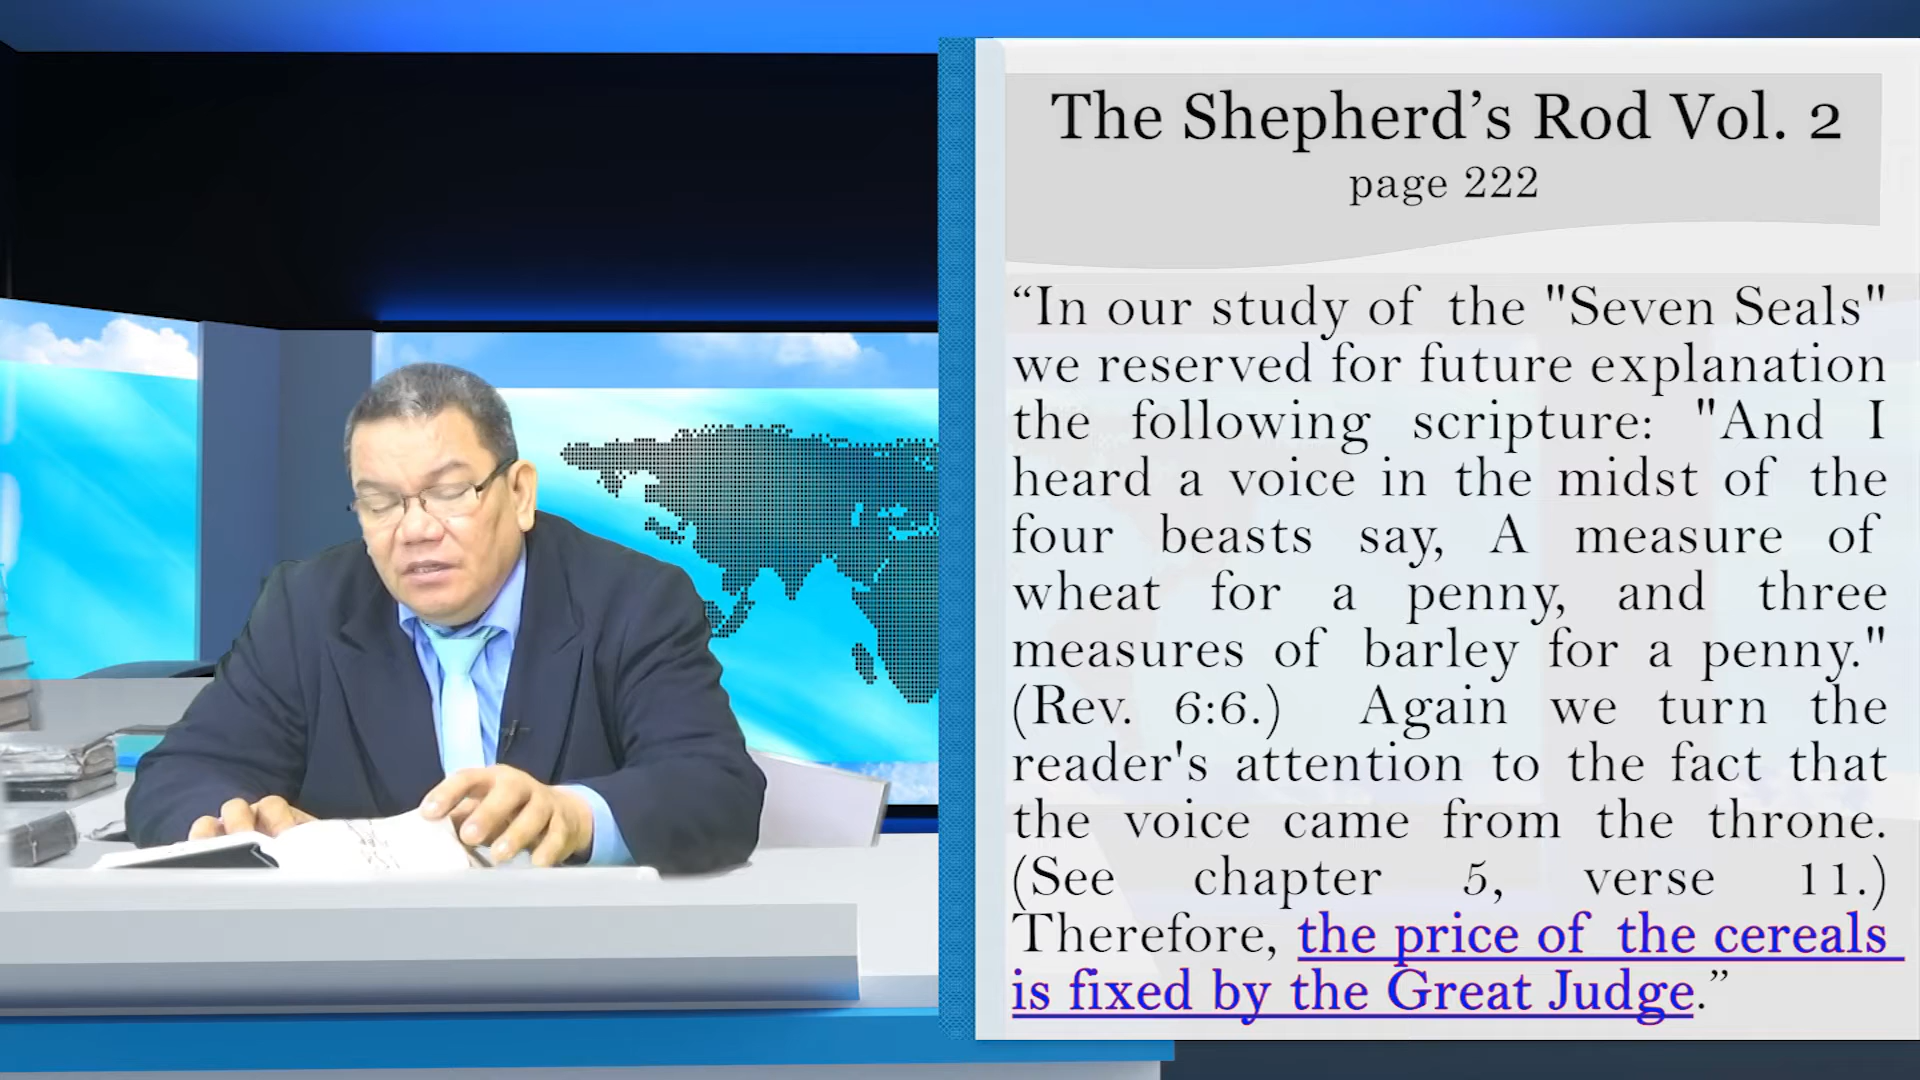 The Shepherd’s Rod Vol. 2
page 222
“In our study of the "Seven Seals"
we reserved for future explanation
the following scripture: "And I
heard a voice in the midst of the
four beasts say, A measure of
wheat for a penny, and three
measures of barley for a penny."
(Rev. 6:6.) Again we turn the
reader's attention to the fact that
the voice came from the throne.
(See chapter 5, verse 11.)
Therefore, the price of the cereals
is fixed by the Great Judge.”